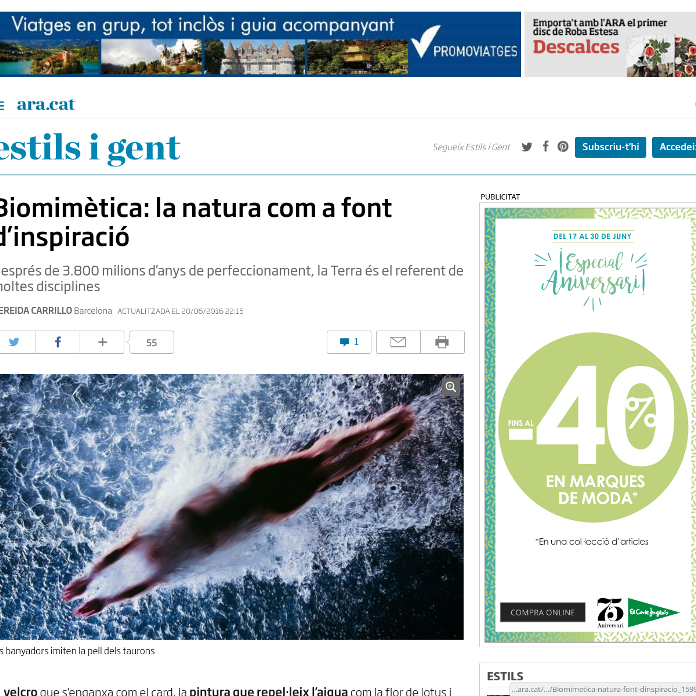 Viatges en grup, tot inclòs i guia acompanyant
PROMOVIATGES
Emporta't amb l'ARA el primer
disc de Roba Estesa
Descalces
ara.cat
estils i gent
Segueix Estils i Gent
Subscriu-t'hi
Accedeix
Biomimètica: la natura com a font
d'inspiració
esprés de 3.800 milions d'anys de perfeccionament, la Terra és el referent de
moltes disciplines
EREIDA CARRILLO Barcelona · ACTUALITZADA EL 20/06/2016 22:15
55
1
s banyadors imiten la pell dels taurons
velcro que s'enganxa com el card, la pintura que repel·leix l'aigua com la flor de lotus i
PUBLICITAT
DEL 17 AL 30 DE JUNY
¡Especial
Aniversari!
FINS AL
-40%
EN MARQUES
DE MODA*
*En una col·lecció d'articles
COMPRA ONLINE
75
Aniversari
El Corte Inglés
ESTILS
...ara.cat/.../Biomimetica-natura-font-dinspiracio_159